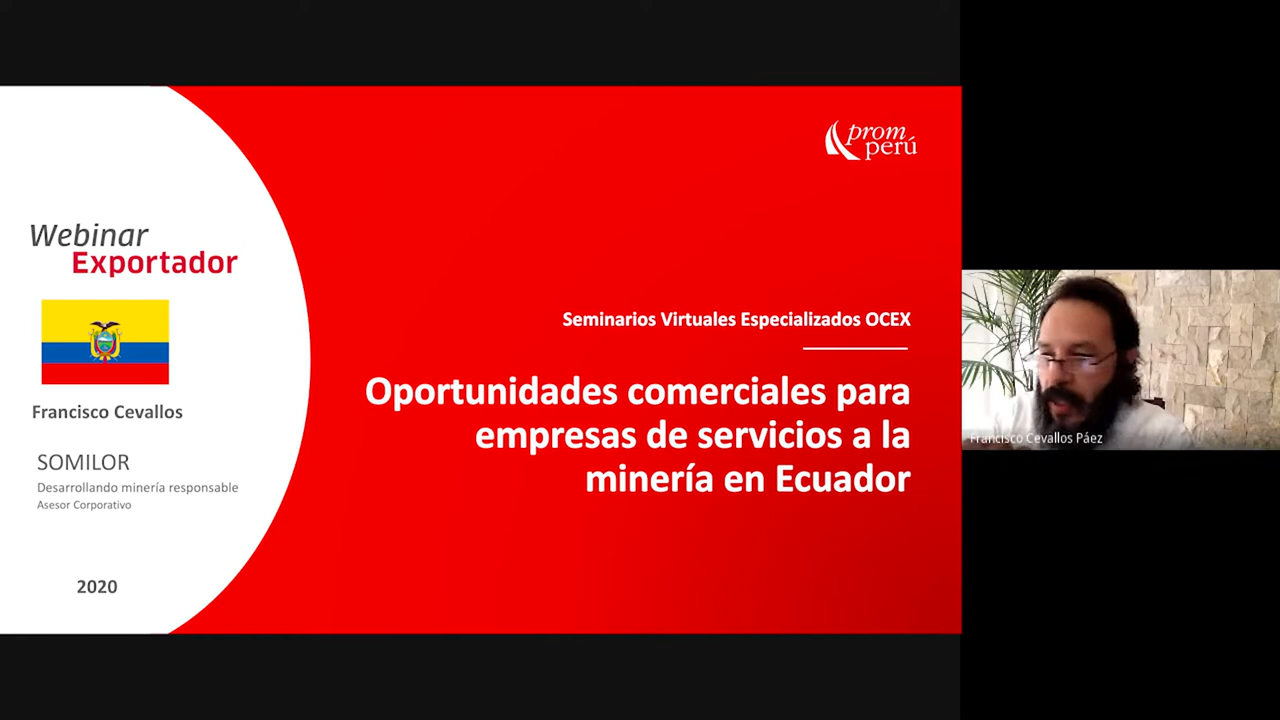 prom
perú
Webinar
Exportador
Francisco Cevallos
SOMILOR
Desarrollando minería responsable
Asesor Corporativo
2020
Seminarios Virtuales Especializados OCEX
Oportunidades comerciales para
empresas de servicios a la
minería en Ecuador
Francisco Cevallos Páez